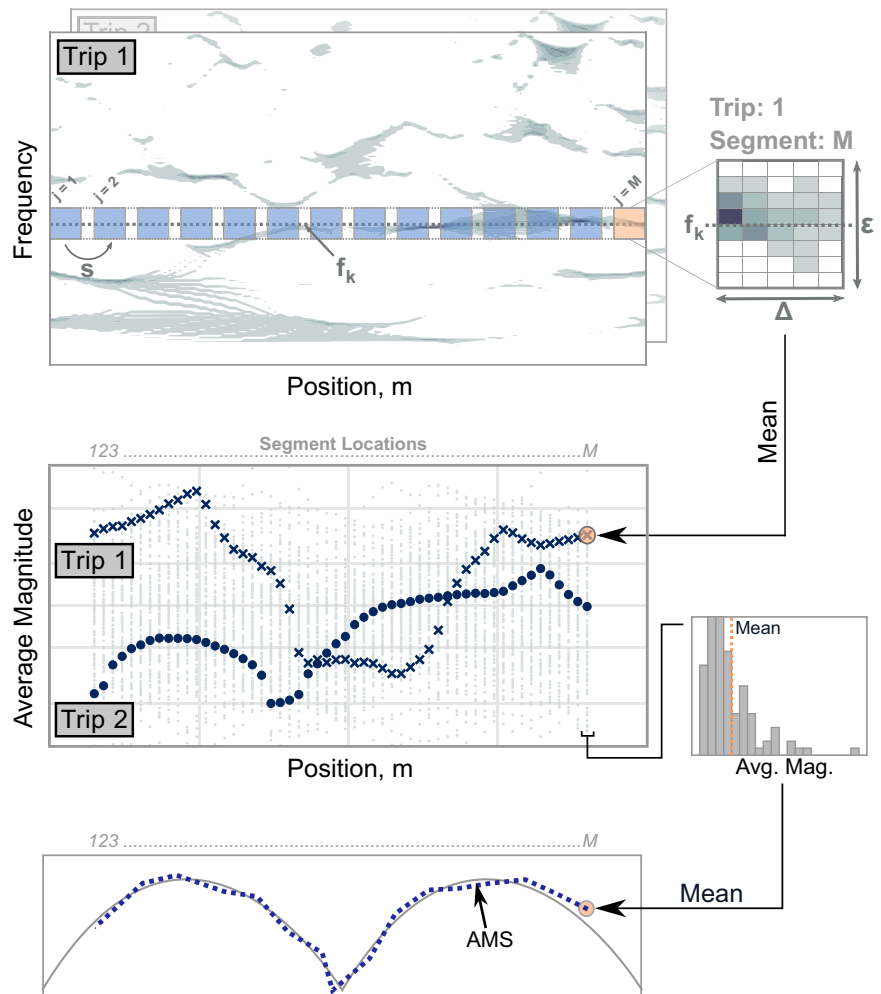 Trip 2
Trip 1
Trip: 1
Segment: M
Frequency
j = 1
j = 2
j = M
s
f_k
f_k
ε
Δ
Position, m
Mean
123 Segment Locations M
Average Magnitude
Trip 1
Trip 2
Mean
Position, m
Avg. Mag.
123 M
Mean
AMS